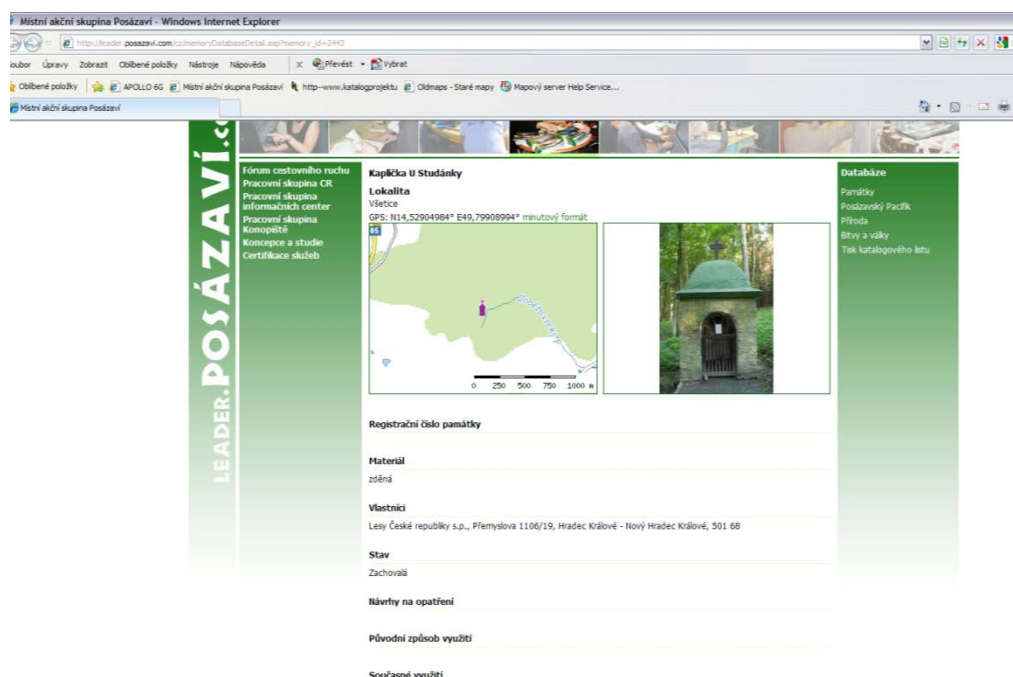 Místní akční skupina Posázaví - Windows Internet Explorer
http://leader.posazavi.com/cz/memoryDatabaseDetail.asp?memory_id=2443
oubor Úpravy Zobrazit Oblíbené položky Nástroje Nápověda x Převést Vybrat
Oblíbené položky APOLLO 6G Místní akční skupina Posázaví http--www.katalogprojektu Oldmaps - Staré mapy Mapový server Help Service...
Místní akční skupina Posázaví
LEADER.POSÁZAVÍ.c
Fórum cestovního ruchu
Pracovní skupina CR
Pracovní skupina
informačních center
Pracovní skupina
Konopiště
Koncepce a studie
Certifikace služeb
Kaplička U Studánky
Lokalita
Všetice
GPS: N14,52904984° E49,79908994° minutový formát
05
0 250 500 750 1000 m
Registrační číslo památky
Materiál
zděná
Vlastníci
Lesy České republiky s.p., Přemyslova 1106/19, Hradec Králové - Nový Hradec Králové, 501 68
Stav
Zachovalá
Návrhy na opatření
Původní způsob využití
Současné využití
Databáze
Památky
Posázavský Pacifik
Příroda
Bitvy a války
Tisk katalogového listu